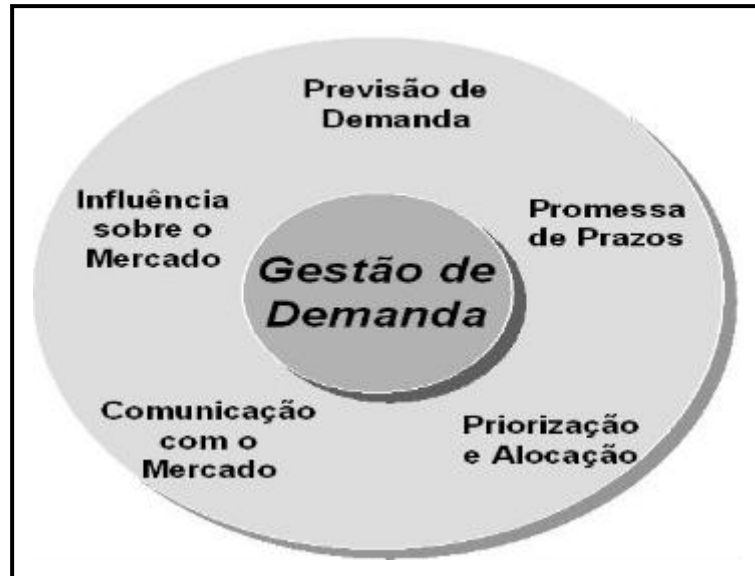 Previsão de
Demanda
Influência
sobre o
Mercado
Promessa
de Prazos
Gestão de
Demanda
Comunicação
com o
Mercado
Priorização
e Alocação